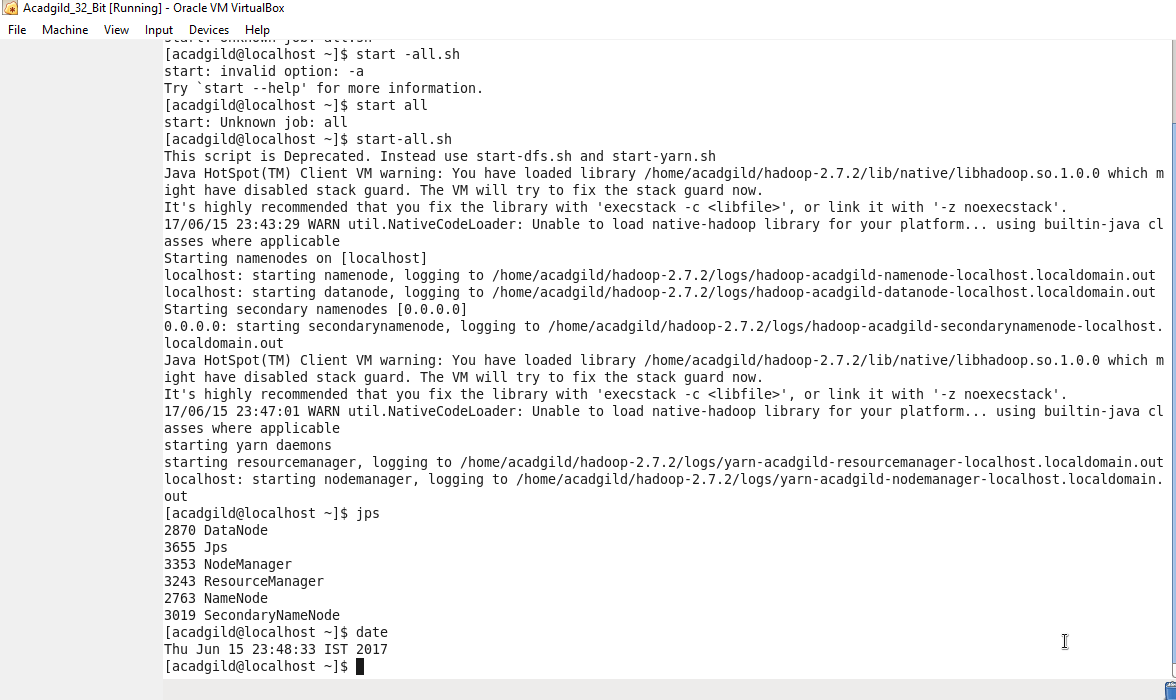 Acadgild_32_Bit [Running] - Oracle VM VirtualBox
File Machine View Input Devices Help
start: Unknown job: all.sh
[acadgild@localhost ~]$ start -all.sh
start: invalid option: -a
Try `start --help' for more information.
[acadgild@localhost ~]$ start all
start: Unknown job: all
[acadgild@localhost ~]$ start-all.sh
This script is Deprecated. Instead use start-dfs.sh and start-yarn.sh
Java HotSpot(TM) Client VM warning: You have loaded library /home/acadgild/hadoop-2.7.2/lib/native/libhadoop.so.1.0.0 which m
ight have disabled stack guard. The VM will try to fix the stack guard now.
It's highly recommended that you fix the library with 'execstack -c <libfile>', or link it with '-z noexecstack'.
17/06/15 23:43:29 WARN util.NativeCodeLoader: Unable to load native-hadoop library for your platform... using builtin-java cl
asses where applicable
Starting namenodes on [localhost]
localhost: starting namenode, logging to /home/acadgild/hadoop-2.7.2/logs/hadoop-acadgild-namenode-localhost.localdomain.out
localhost: starting datanode, logging to /home/acadgild/hadoop-2.7.2/logs/hadoop-acadgild-datanode-localhost.localdomain.out
Starting secondary namenodes [0.0.0.0]
0.0.0.0: starting secondarynamenode, logging to /home/acadgild/hadoop-2.7.2/logs/hadoop-acadgild-secondarynamenode-localhost.
localdomain.out
Java HotSpot(TM) Client VM warning: You have loaded library /home/acadgild/hadoop-2.7.2/lib/native/libhadoop.so.1.0.0 which m
ight have disabled stack guard. The VM will try to fix the stack guard now.
It's highly recommended that you fix the library with 'execstack -c <libfile>', or link it with '-z noexecstack'.
17/06/15 23:47:01 WARN util.NativeCodeLoader: Unable to load native-hadoop library for your platform... using builtin-java cl
asses where applicable
starting yarn daemons
starting resourcemanager, logging to /home/acadgild/hadoop-2.7.2/logs/yarn-acadgild-resourcemanager-localhost.localdomain.out
localhost: starting nodemanager, logging to /home/acadgild/hadoop-2.7.2/logs/yarn-acadgild-nodemanager-localhost.localdomain.
out
[acadgild@localhost ~]$ jps
2870 DataNode
3655 Jps
3353 NodeManager
3243 ResourceManager
2763 NameNode
3019 SecondaryNameNode
[acadgild@localhost ~]$ date
Thu Jun 15 23:48:33 IST 2017
[acadgild@localhost ~]$